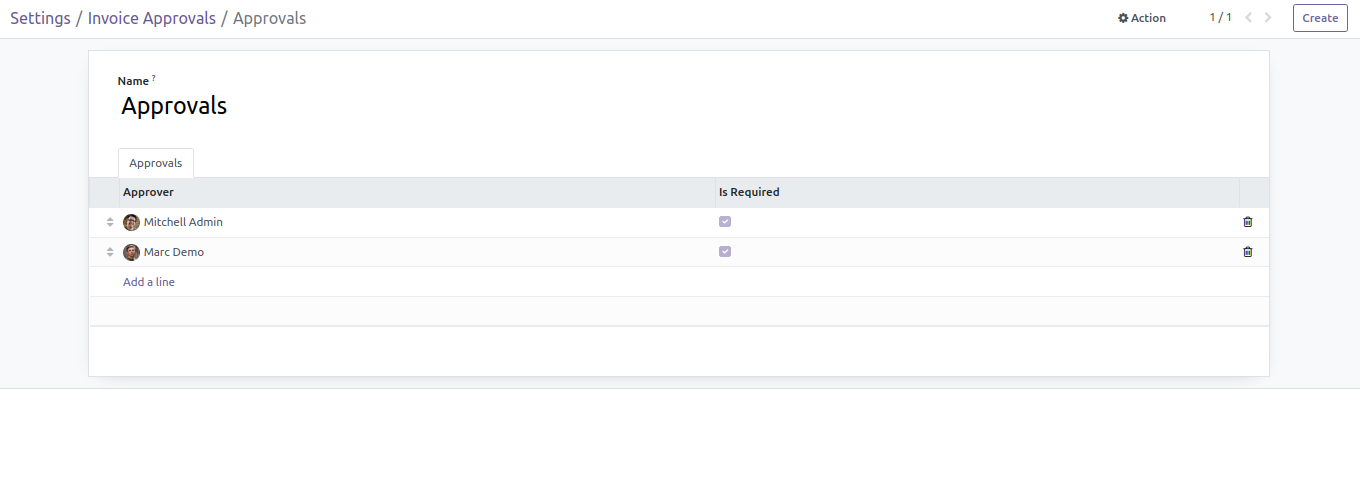 Settings / Invoice Approvals / Approvals
Action
1 / 1
Create
Name ?
Approvals
Approvals
Approver Is Required
Mitchell Admin
Marc Demo
Add a line